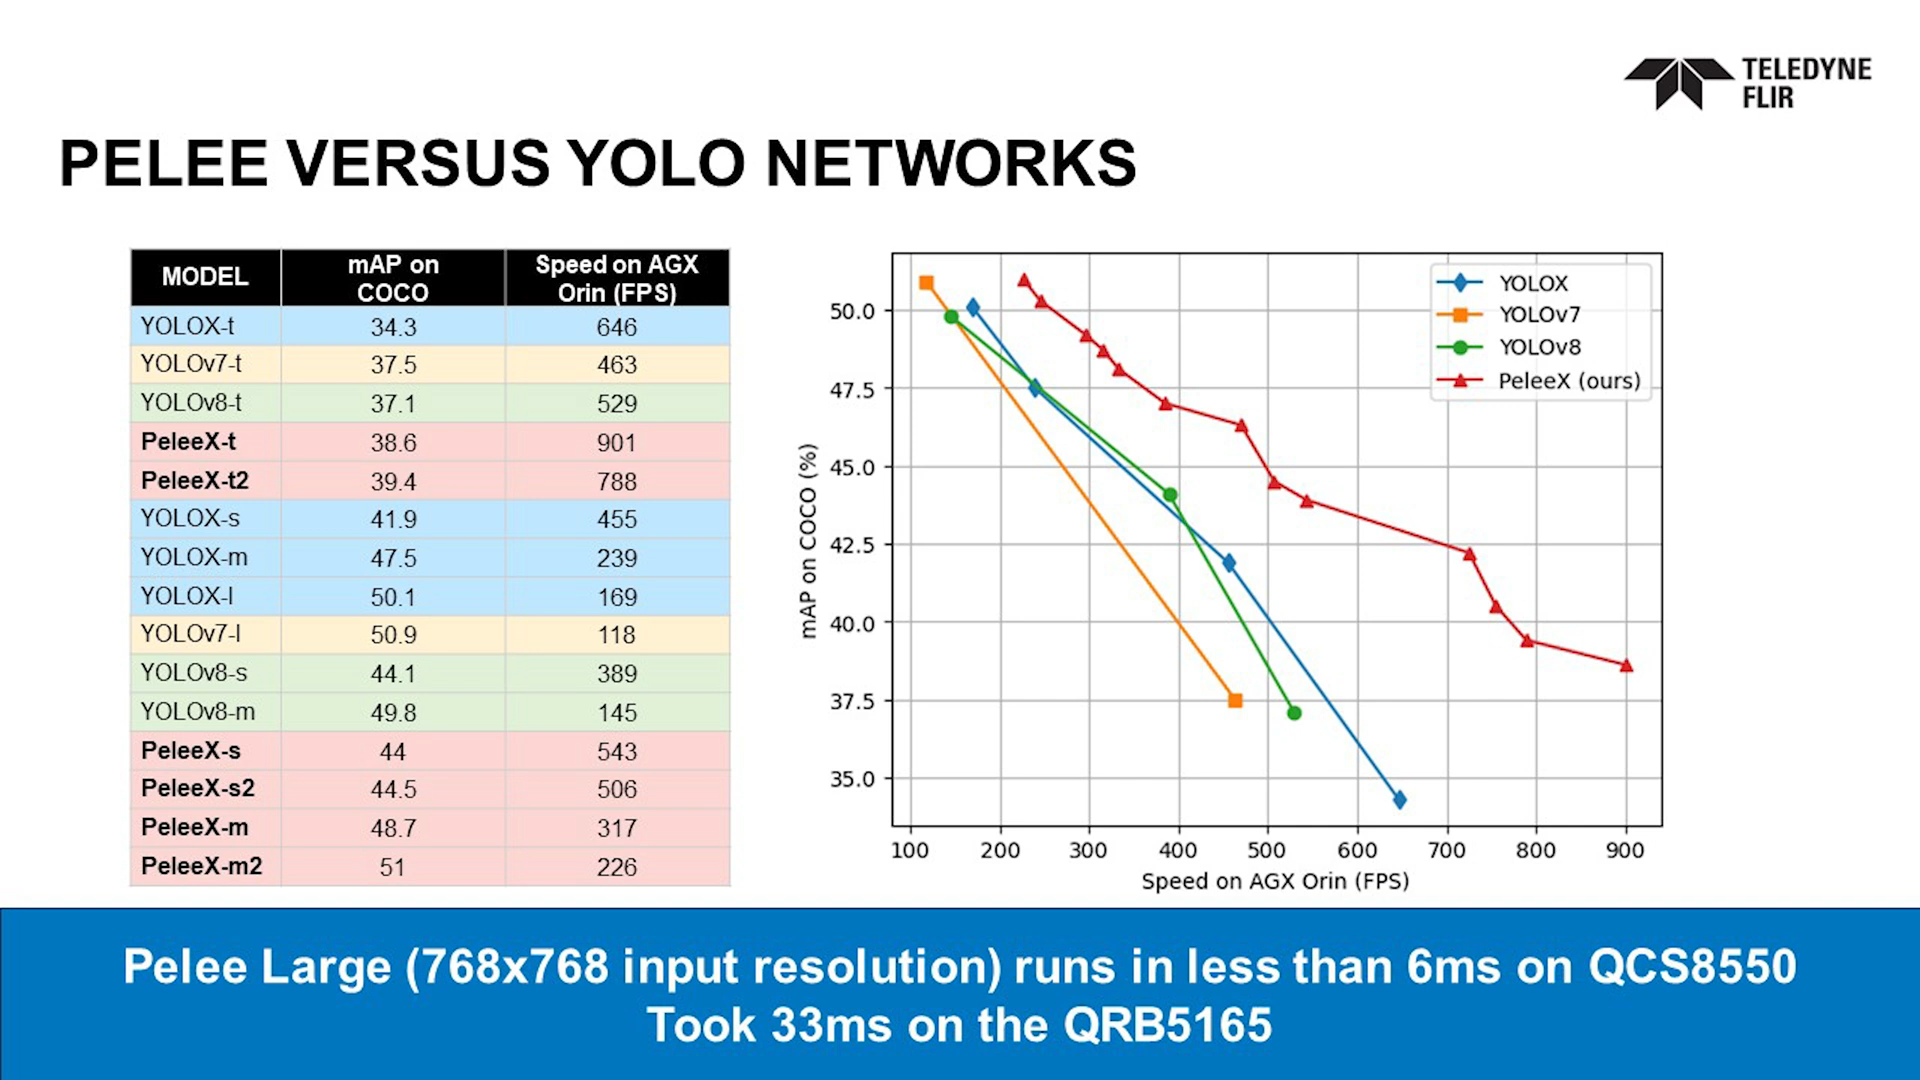 TELEDYNE
FLIR
PELEE VERSUS YOLO NETWORKS
MODEL mAP on COCO Speed on AGX Orin (FPS)
YOLOX-t 34.3 646
YOLOv7-t 37.5 463
YOLOv8-t 37.1 529
PeleeX-t 38.6 901
PeleeX-t2 39.4 788
YOLOX-s 41.9 455
YOLOX-m 47.5 239
YOLOX-l 50.1 169
YOLOv7-l 50.9 118
YOLOv8-s 44.1 389
YOLOv8-m 49.8 145
PeleeX-s 44 543
PeleeX-s2 44.5 506
PeleeX-m 48.7 317
PeleeX-m2 51 226
YOLOX
YOLOv7
YOLOv8
PeleeX (ours)
mAP on COCO (%)
50.0
47.5
45.0
42.5
40.0
37.5
35.0
100 200 300 400 500 600 700 800 900
Speed on AGX Orin (FPS)
Pelee Large (768x768 input resolution) runs in less than 6ms on QCS8550
Took 33ms on the QRB5165